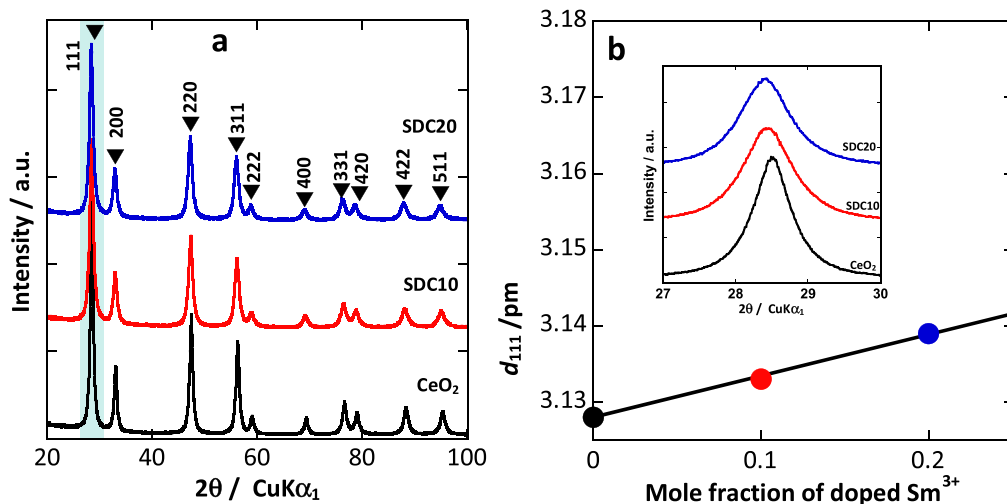 a
111
200
220
311
222
400
331
420
422
511
SDC20
SDC10
CeO₂
Intensity / a.u.
20
40
60
80
100
2θ / CuKα₁
b
3.18
3.17
3.16
3.15
3.14
3.13
d₁₁₁ /pm
0
0.1
0.2
Mole fraction of doped Sm³⁺
SDC20
SDC10
CeO₂
Intensity / a.u.
27
28
29
30
2θ / CuKα₁